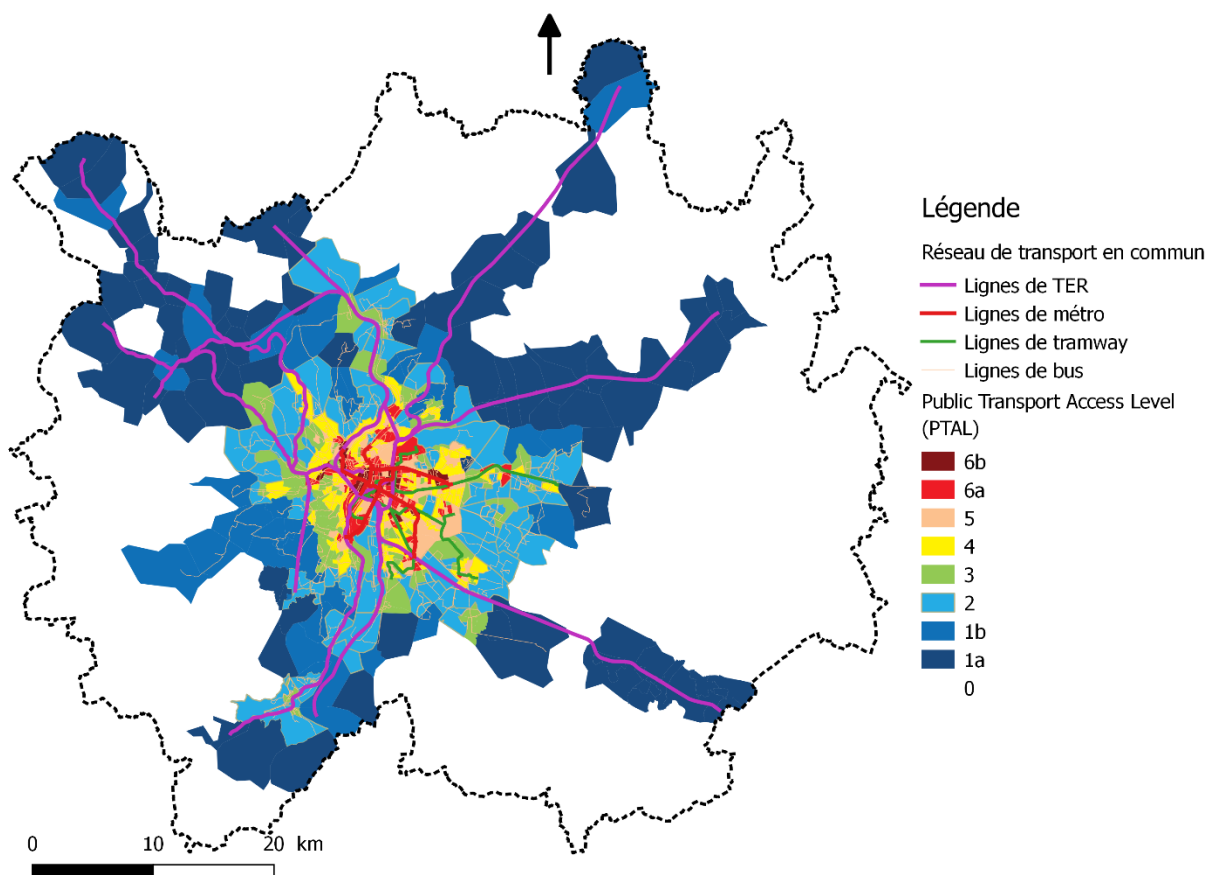 Légende
Réseau de transport en commun
Lignes de TER
Lignes de métro
Lignes de tramway
Lignes de bus
Public Transport Access Level
(PTAL)
6b
6a
5
4
3
2
1b
1a
0
0 10 20 km